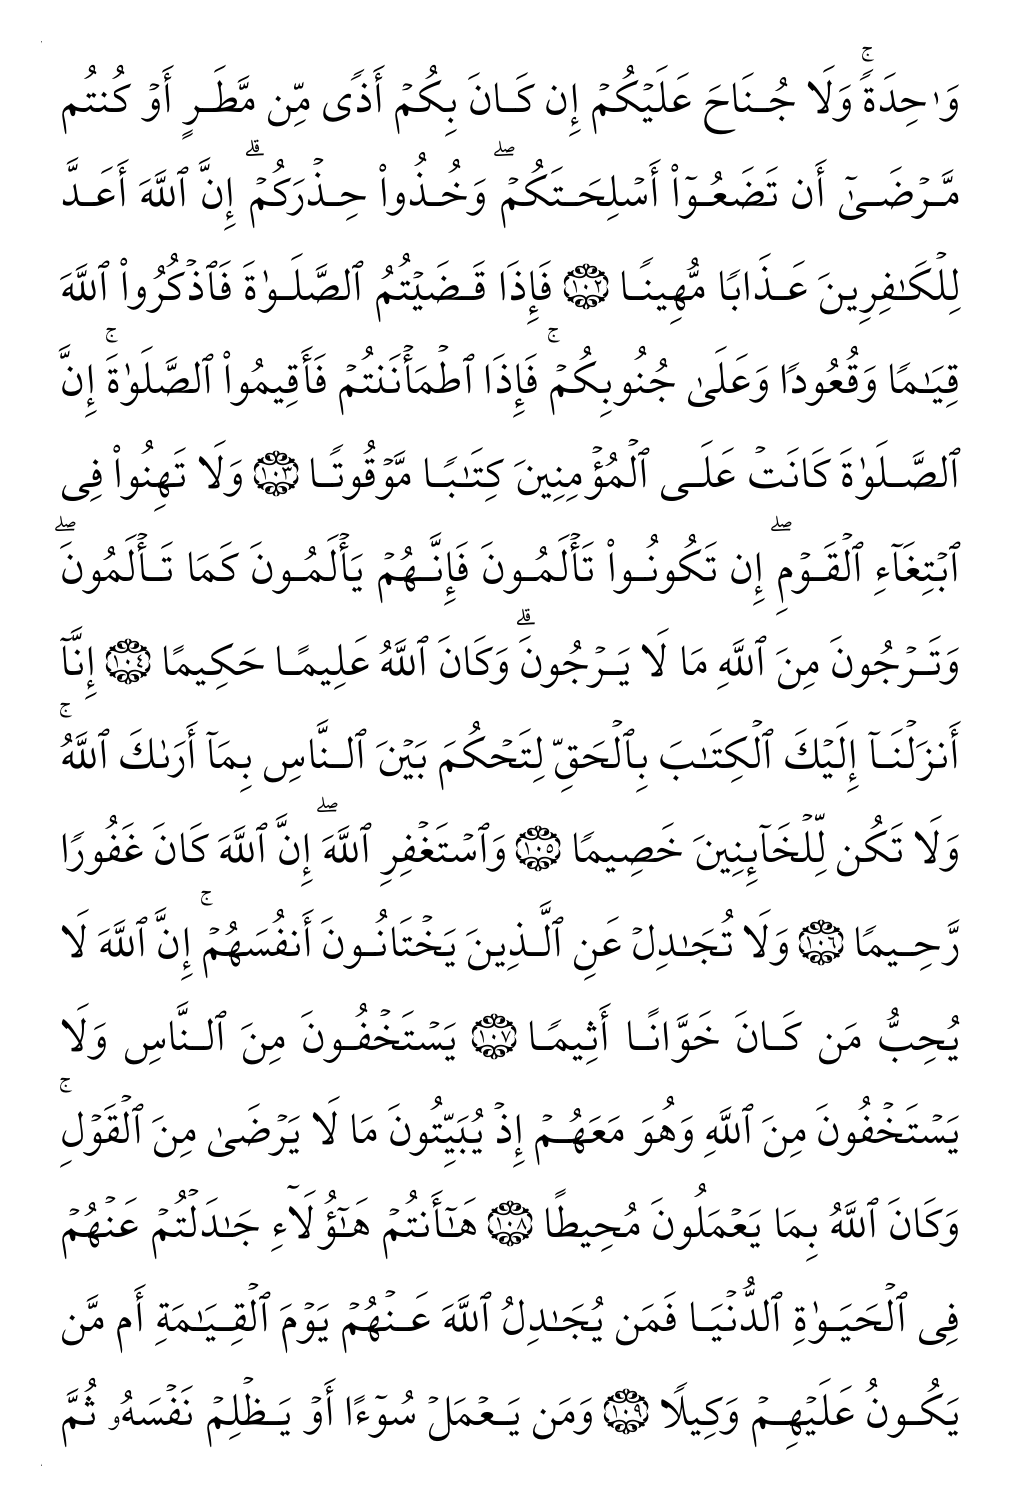 وَٰحِدَةٗۚ وَلَا جُنَاحَ عَلَيۡكُمۡ إِن كَانَ بِكُمۡ أَذٗى مِّن مَّطَرٍ أَوۡ كُنتُم
مَّرۡضَىٰٓ أَن تَضَعُوٓاْ أَسۡلِحَتَكُمۡۖ وَخُذُواْ حِذۡرَكُمۡۗ إِنَّ ٱللَّهَ أَعَدَّ
لِلۡكَٰفِرِينَ عَذَابٗا مُّهِينٗا ١٠٢ فَإِذَا قَضَيۡتُمُ ٱلصَّلَوٰةَ فَٱذۡكُرُواْ ٱللَّهَ
قِيَٰمٗا وَقُعُودٗا وَعَلَىٰ جُنُوبِكُمۡۚ فَإِذَا ٱطۡمَأۡنَنتُمۡ فَأَقِيمُواْ ٱلصَّلَوٰةَۚ إِنَّ
ٱلصَّلَوٰةَ كَانَتۡ عَلَى ٱلۡمُؤۡمِنِينَ كِتَٰبٗا مَّوۡقُوتٗا ١٠٣ وَلَا تَهِنُواْ فِي
ٱبۡتِغَآءِ ٱلۡقَوۡمِۖ إِن تَكُونُواْ تَأۡلَمُونَ فَإِنَّهُمۡ يَأۡلَمُونَ كَمَا تَأۡلَمُونَۖ
وَتَرۡجُونَ مِنَ ٱللَّهِ مَا لَا يَرۡجُونَۗ وَكَانَ ٱللَّهُ عَلِيمًا حَكِيمًا ١٠٤ إِنَّآ
أَنزَلۡنَآ إِلَيۡكَ ٱلۡكِتَٰبَ بِٱلۡحَقِّ لِتَحۡكُمَ بَيۡنَ ٱلنَّاسِ بِمَآ أَرَىٰكَ ٱللَّهُۚ
وَلَا تَكُن لِّلۡخَآئِنِينَ خَصِيمٗا ١٠٥ وَٱسۡتَغۡفِرِ ٱللَّهَۖ إِنَّ ٱللَّهَ كَانَ غَفُورٗا
رَّحِيمٗا ١٠٦ وَلَا تُجَٰدِلۡ عَنِ ٱلَّذِينَ يَخۡتَانُونَ أَنفُسَهُمۡۚ إِنَّ ٱللَّهَ لَا
يُحِبُّ مَن كَانَ خَوَّانًا أَثِيمٗا ١٠٧ يَسۡتَخۡفُونَ مِنَ ٱلنَّاسِ وَلَا
يَسۡتَخۡفُونَ مِنَ ٱللَّهِ وَهُوَ مَعَهُمۡ إِذۡ يُبَيِّتُونَ مَا لَا يَرۡضَىٰ مِنَ ٱلۡقَوۡلِۚ
وَكَانَ ٱللَّهُ بِمَا يَعۡمَلُونَ مُحِيطًا ١٠٨ هَٰٓأَنتُمۡ هَٰٓؤُلَآءِ جَٰدَلۡتُمۡ عَنۡهُمۡ
فِي ٱلۡحَيَوٰةِ ٱلدُّنۡيَا فَمَن يُجَٰدِلُ ٱللَّهَ عَنۡهُمۡ يَوۡمَ ٱلۡقِيَٰمَةِ أَم مَّن
يَكُونُ عَلَيۡهِمۡ وَكِيلٗا ١٠٩ وَمَن يَعۡمَلۡ سُوٓءًا أَوۡ يَظۡلِمۡ نَفۡسَهُۥ ثُمَّ